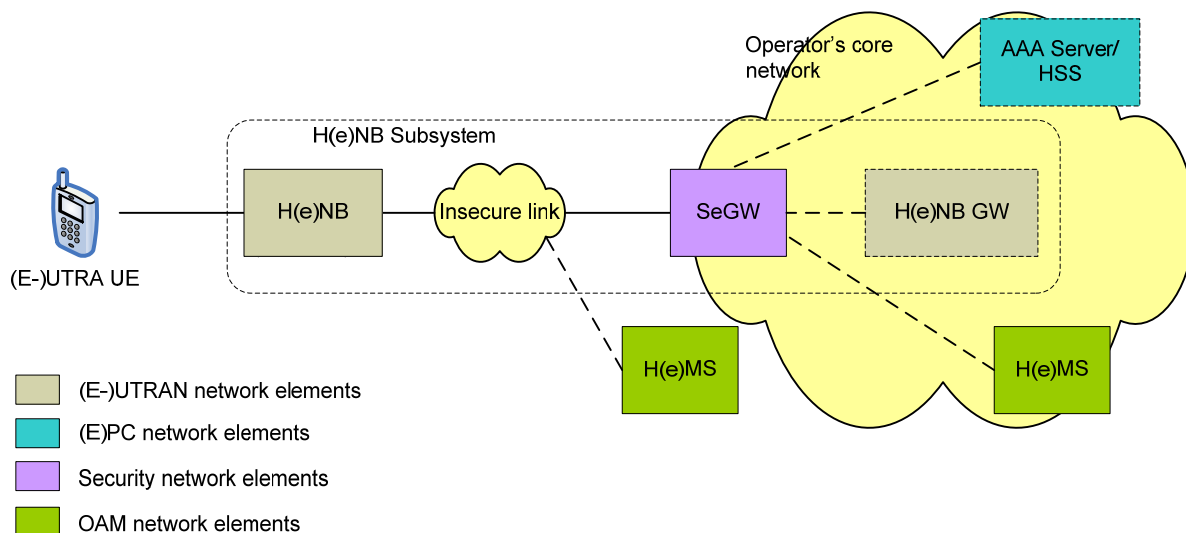 Operator's core
network
AAA Server/
HSS
H(e)NB Subsystem
H(e)NB
Insecure link
SeGW
H(e)NB GW
(E-)UTRA UE
H(e)MS
H(e)MS
(E-)UTRAN network elements
(E)PC network elements
Security network elements
OAM network elements